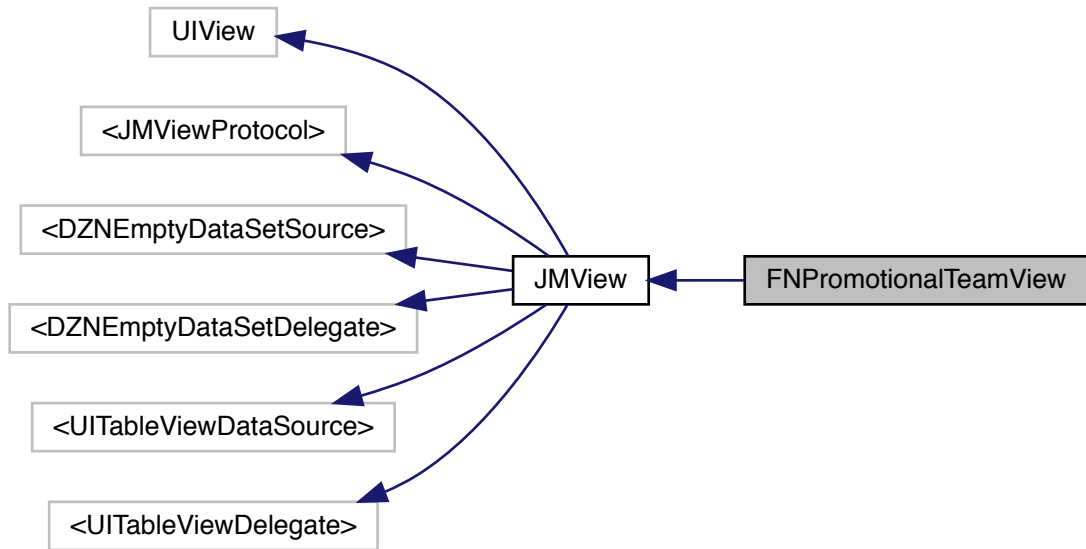 UIView
<JMViewProtocol>
<DZNEmptyDataSetSource>
<DZNEmptyDataSetDelegate>
<UITableViewDataSource>
<UITableViewDelegate>
JMView
FNPromotionalTeamView